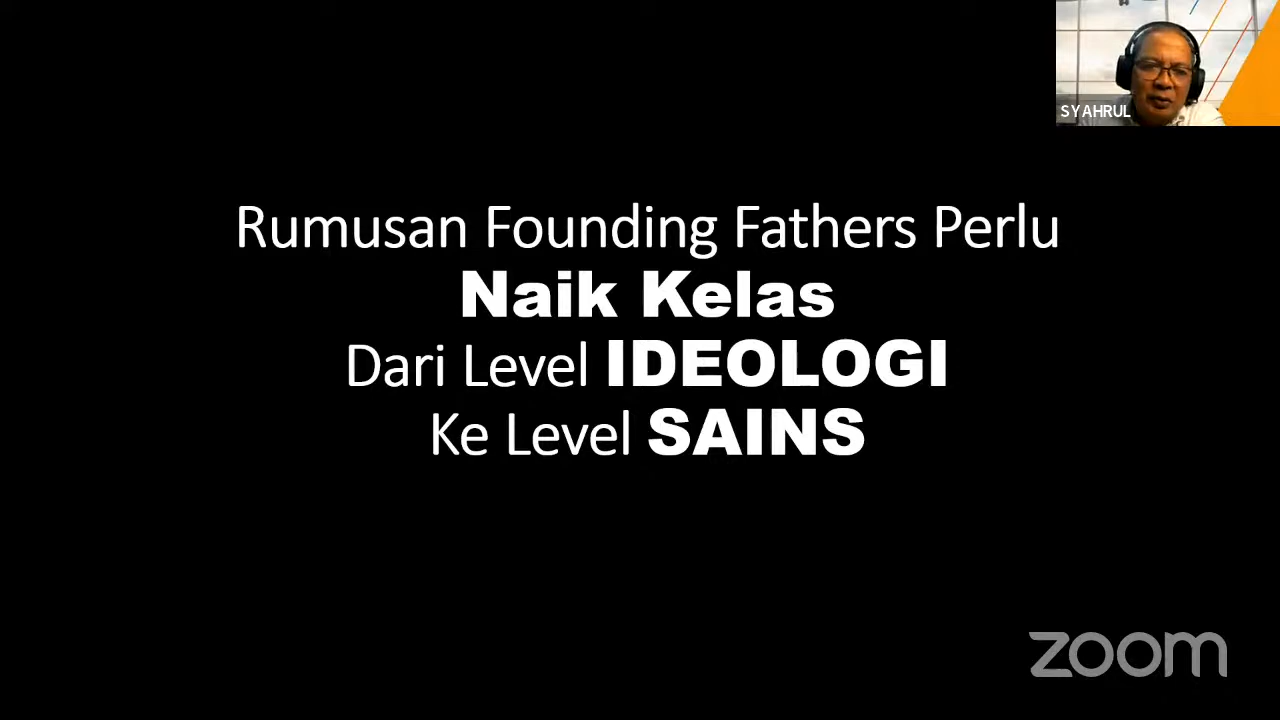 SYAHRUL
Rumusan Founding Fathers Perlu
Naik Kelas
Dari Level IDEOLOGI
Ke Level SAINS
zoom